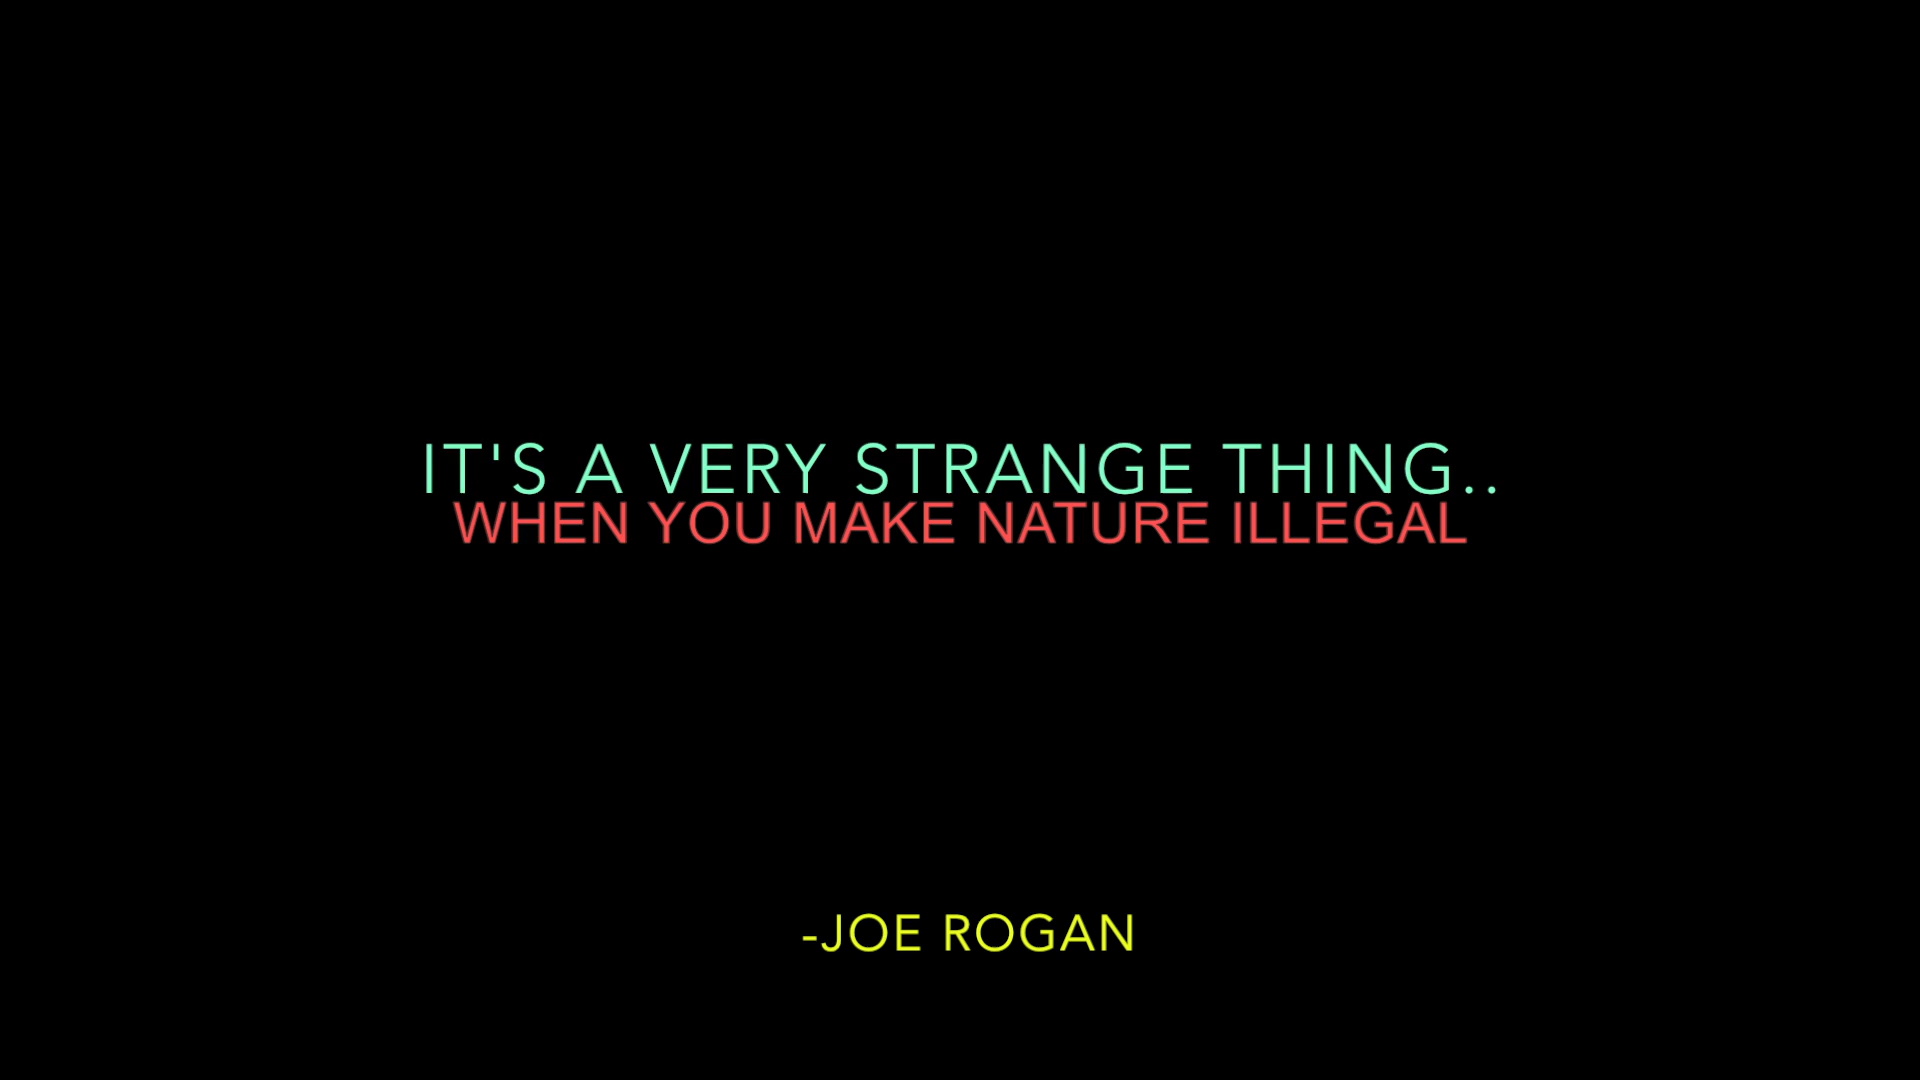 IT'S A VERY STRANGE THING..
WHEN YOU MAKE NATURE ILLEGAL
-JOE ROGAN